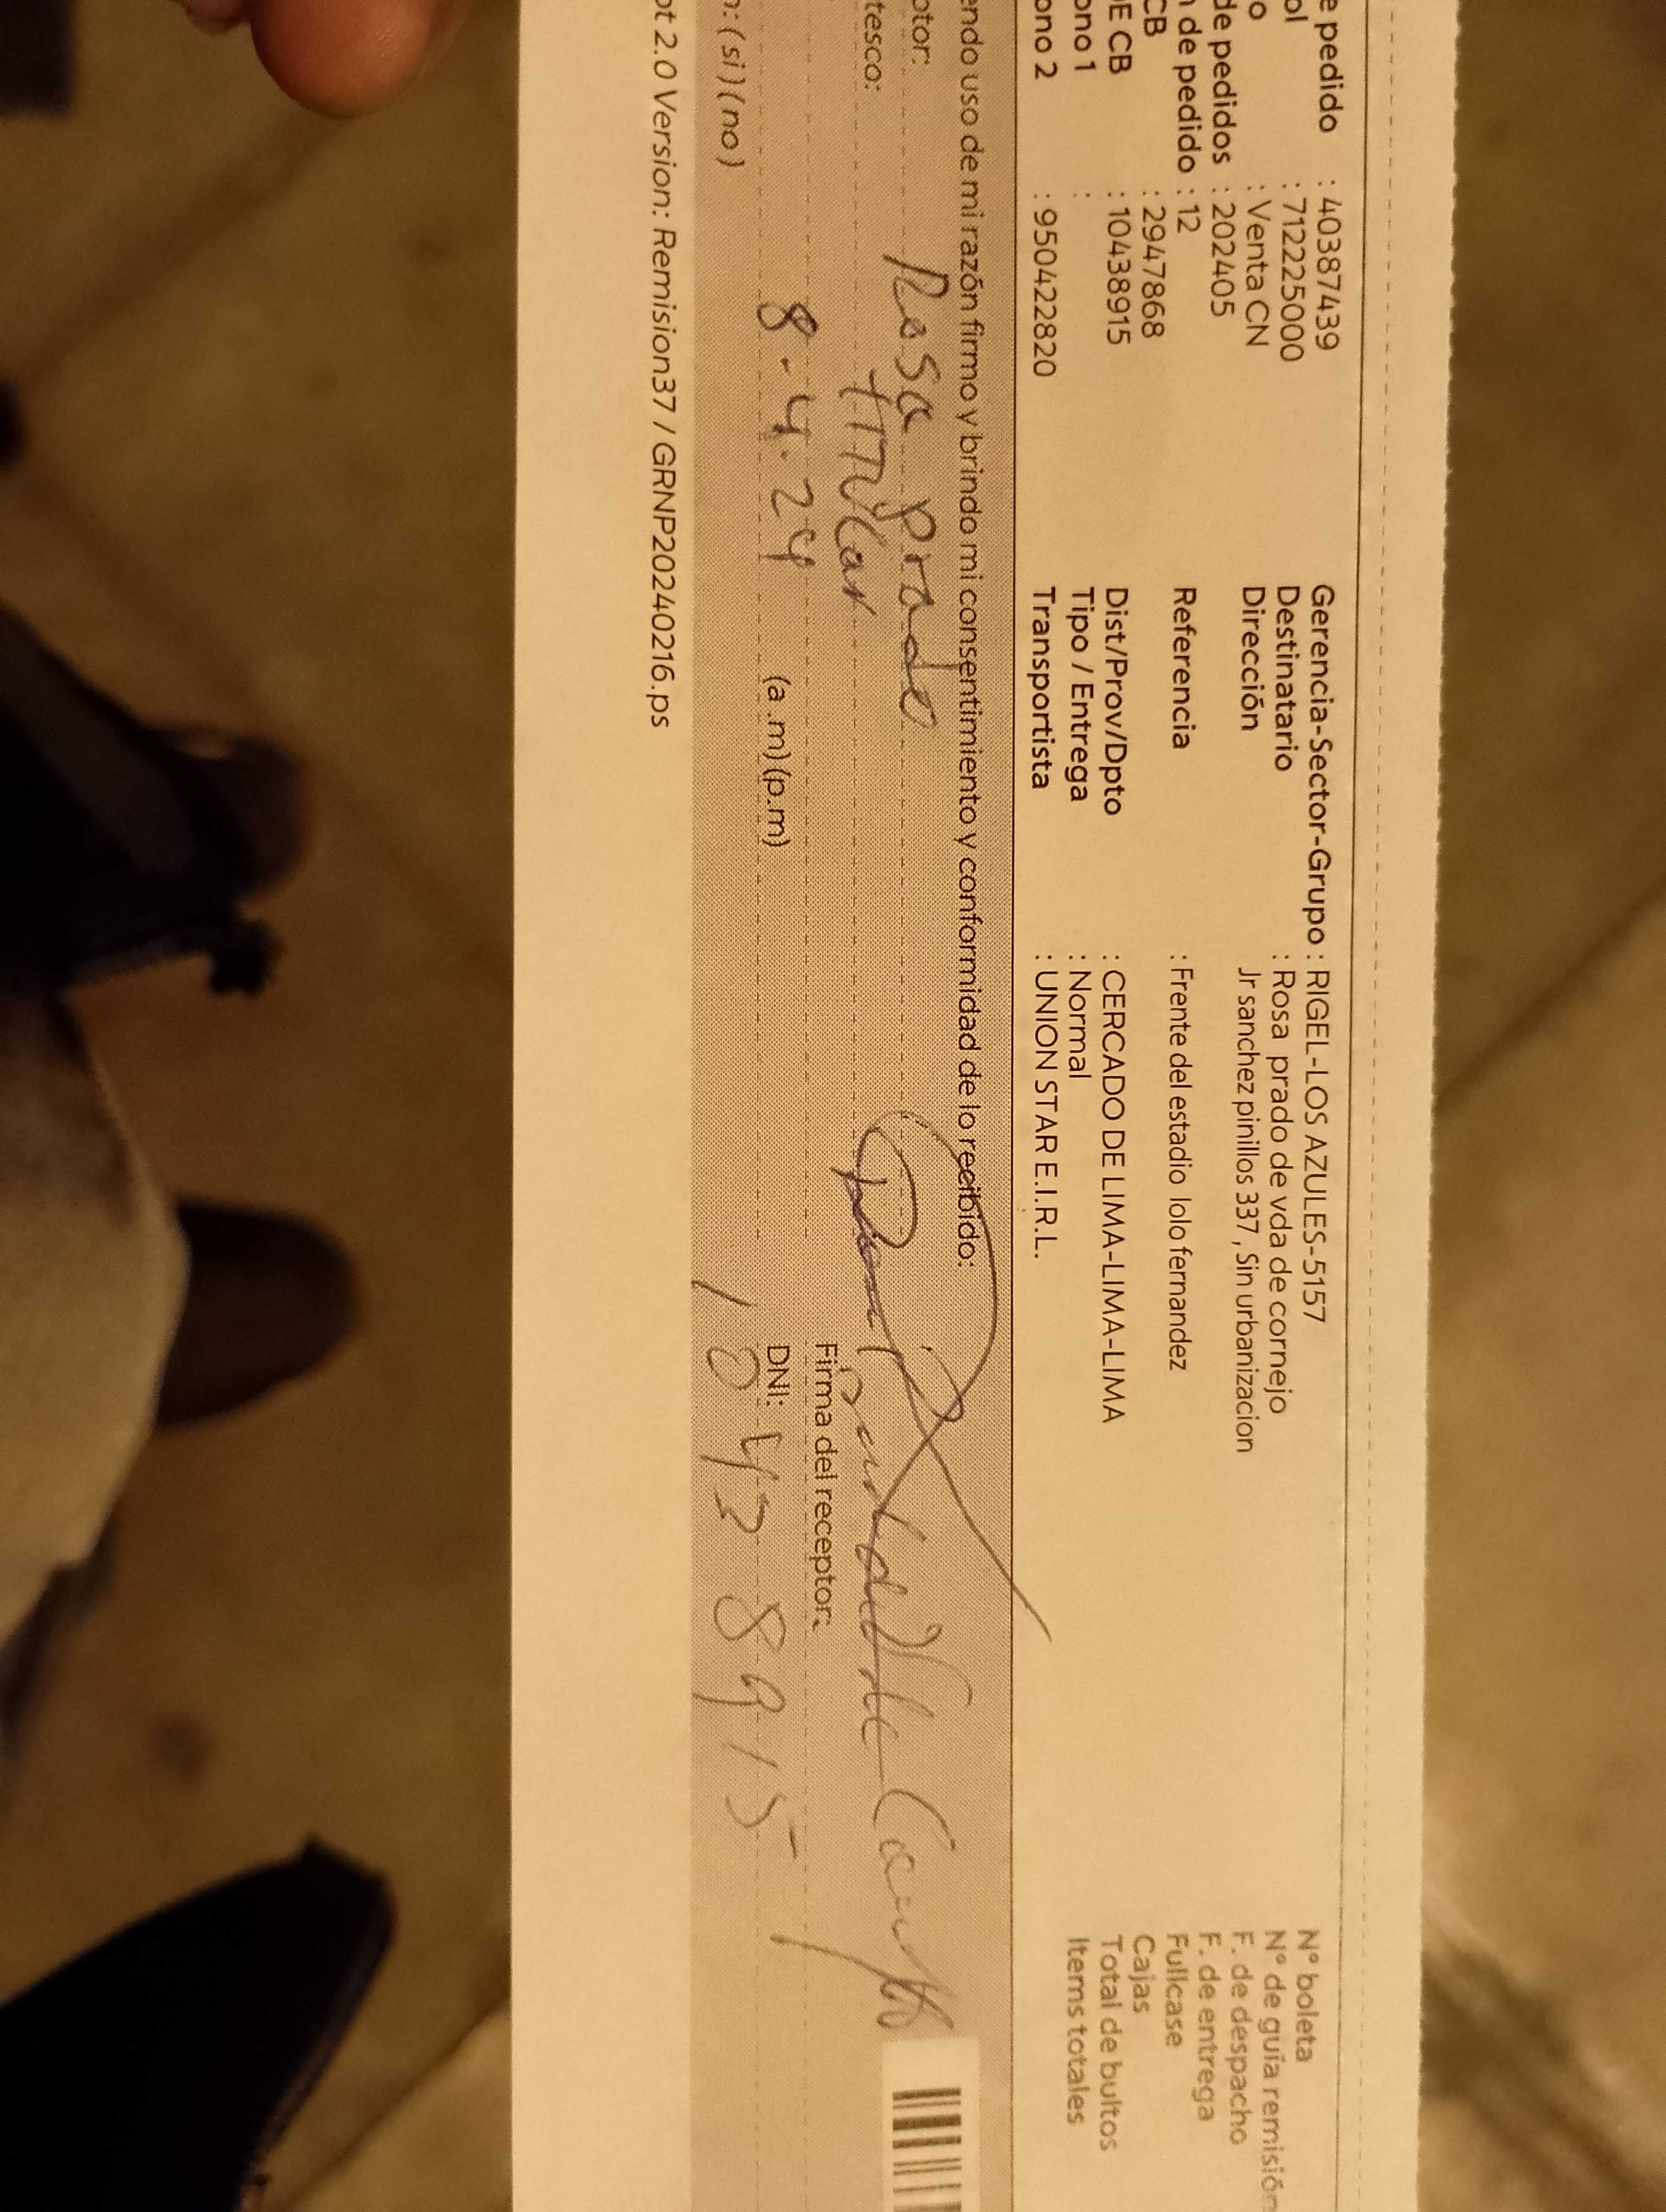 e pedido : 40387439
ol : 712225000
o : Venta CN
de pedidos : 202405
n de pedido : 12
CB : 2947868
DE CB : 10438915
ono 1 :
ono 2 : 950422820
Gerencia-Sector-Grupo : RIGEL-LOS AZULES-5157
Destinatario : Rosa prado de vda de cornejo
Dirección Jr sanchez pinillos 337 , Sin urbanizacion
Referencia : Frente del estadio lolo fernandez
Dist/Prov/Dpto : CERCADO DE LIMA-LIMA-LIMA
Tipo / Entrega : Normal
Transportista : UNION STAR E.I.R.L.
N° boleta
N° de guía remisión
F. de despacho
F. de entrega
Fullcase
Cajas
Total de bultos
Items totales
endo uso de mi razón firmo y brindo mi consentimiento y conformidad de lo recibido:
ptor: Rosa Prado
tesco: titular
8-4-24 (a.m)(p.m)
n: (si)(no)
Firma del receptor:
DNI: 10438915
ot 2.0 Version: Remision37 / GRNP20240216.ps